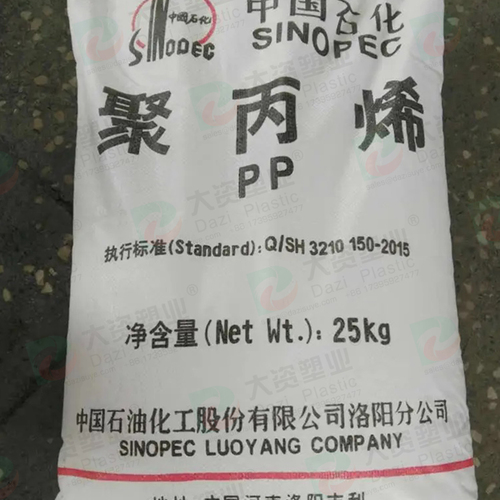 中国石化
SINOPEC
中国石化
SINOPEC
聚丙烯
PP
执行标准(Standard):Q/SH 3210 150-2015
净含量(Net Wt.): 25kg
中国石油化工股份有限公司洛阳分公司
SINOPEC LUOYANG COMPANY
大资塑业
Dazi Plastic